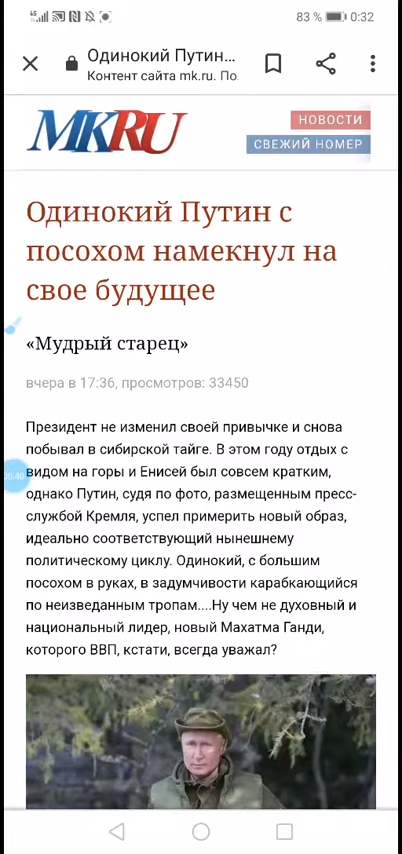 83 % 0:32
Одинокий Путин...
Контент сайта mk.ru. По
MKRU
НОВОСТИ
СВЕЖИЙ НОМЕР
Одинокий Путин с
посохом намекнул на
свое будущее
«Мудрый старец»
вчера в 17:36, просмотров: 33450
Президент не изменил своей привычке и снова
побывал в сибирской тайге. В этом году отдых с
видом на горы и Енисей был совсем кратким,
однако Путин, судя по фото, размещенным пресс-
службой Кремля, успел примерить новый образ,
идеально соответствующий нынешнему
политическому циклу. Одинокий, с большим
посохом в руках, в задумчивости карабкающийся
по неизведанным тропам....Ну чем не духовный и
национальный лидер, новый Махатма Ганди,
которого ВВП, кстати, всегда уважал?
00:40